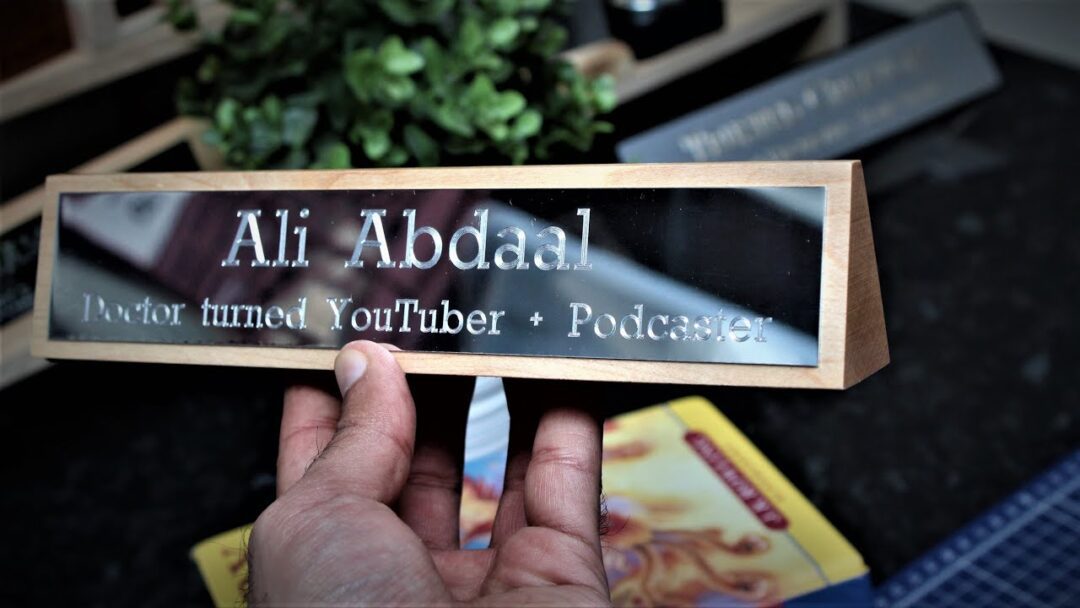 Ali Abdaal
Doctor turned YouTuber + Podcaster